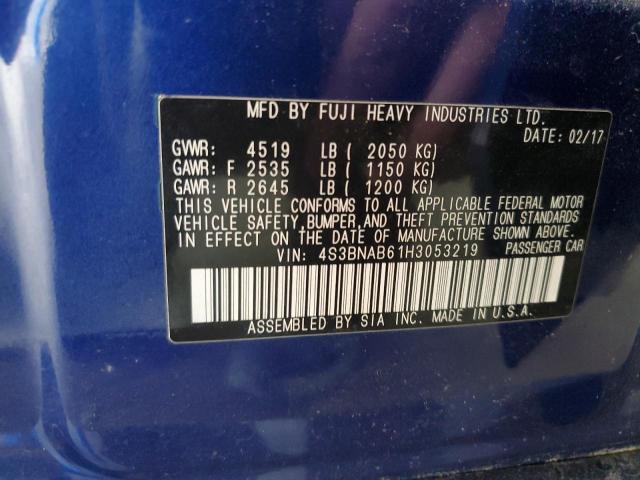 MFD BY FUJI HEAVY INDUSTRIES LTD.
DATE: 02/17
GVWR: 4519 LB ( 2050 KG)
GAWR: F 2535 LB ( 1150 KG)
GAWR: R 2645 LB ( 1200 KG)
THIS VEHICLE CONFORMS TO ALL APPLICABLE FEDERAL MOTOR
VEHICLE SAFETY,BUMPER,AND THEFT PREVENTION STANDARDS
IN EFFECT ON THE DATE OF MANUFACTURE SHOWN ABOVE.
VIN: 4S3BNAB61H3053219 PASSENGER CAR
ASSEMBLED BY SIA INC. MADE IN U.S.A.